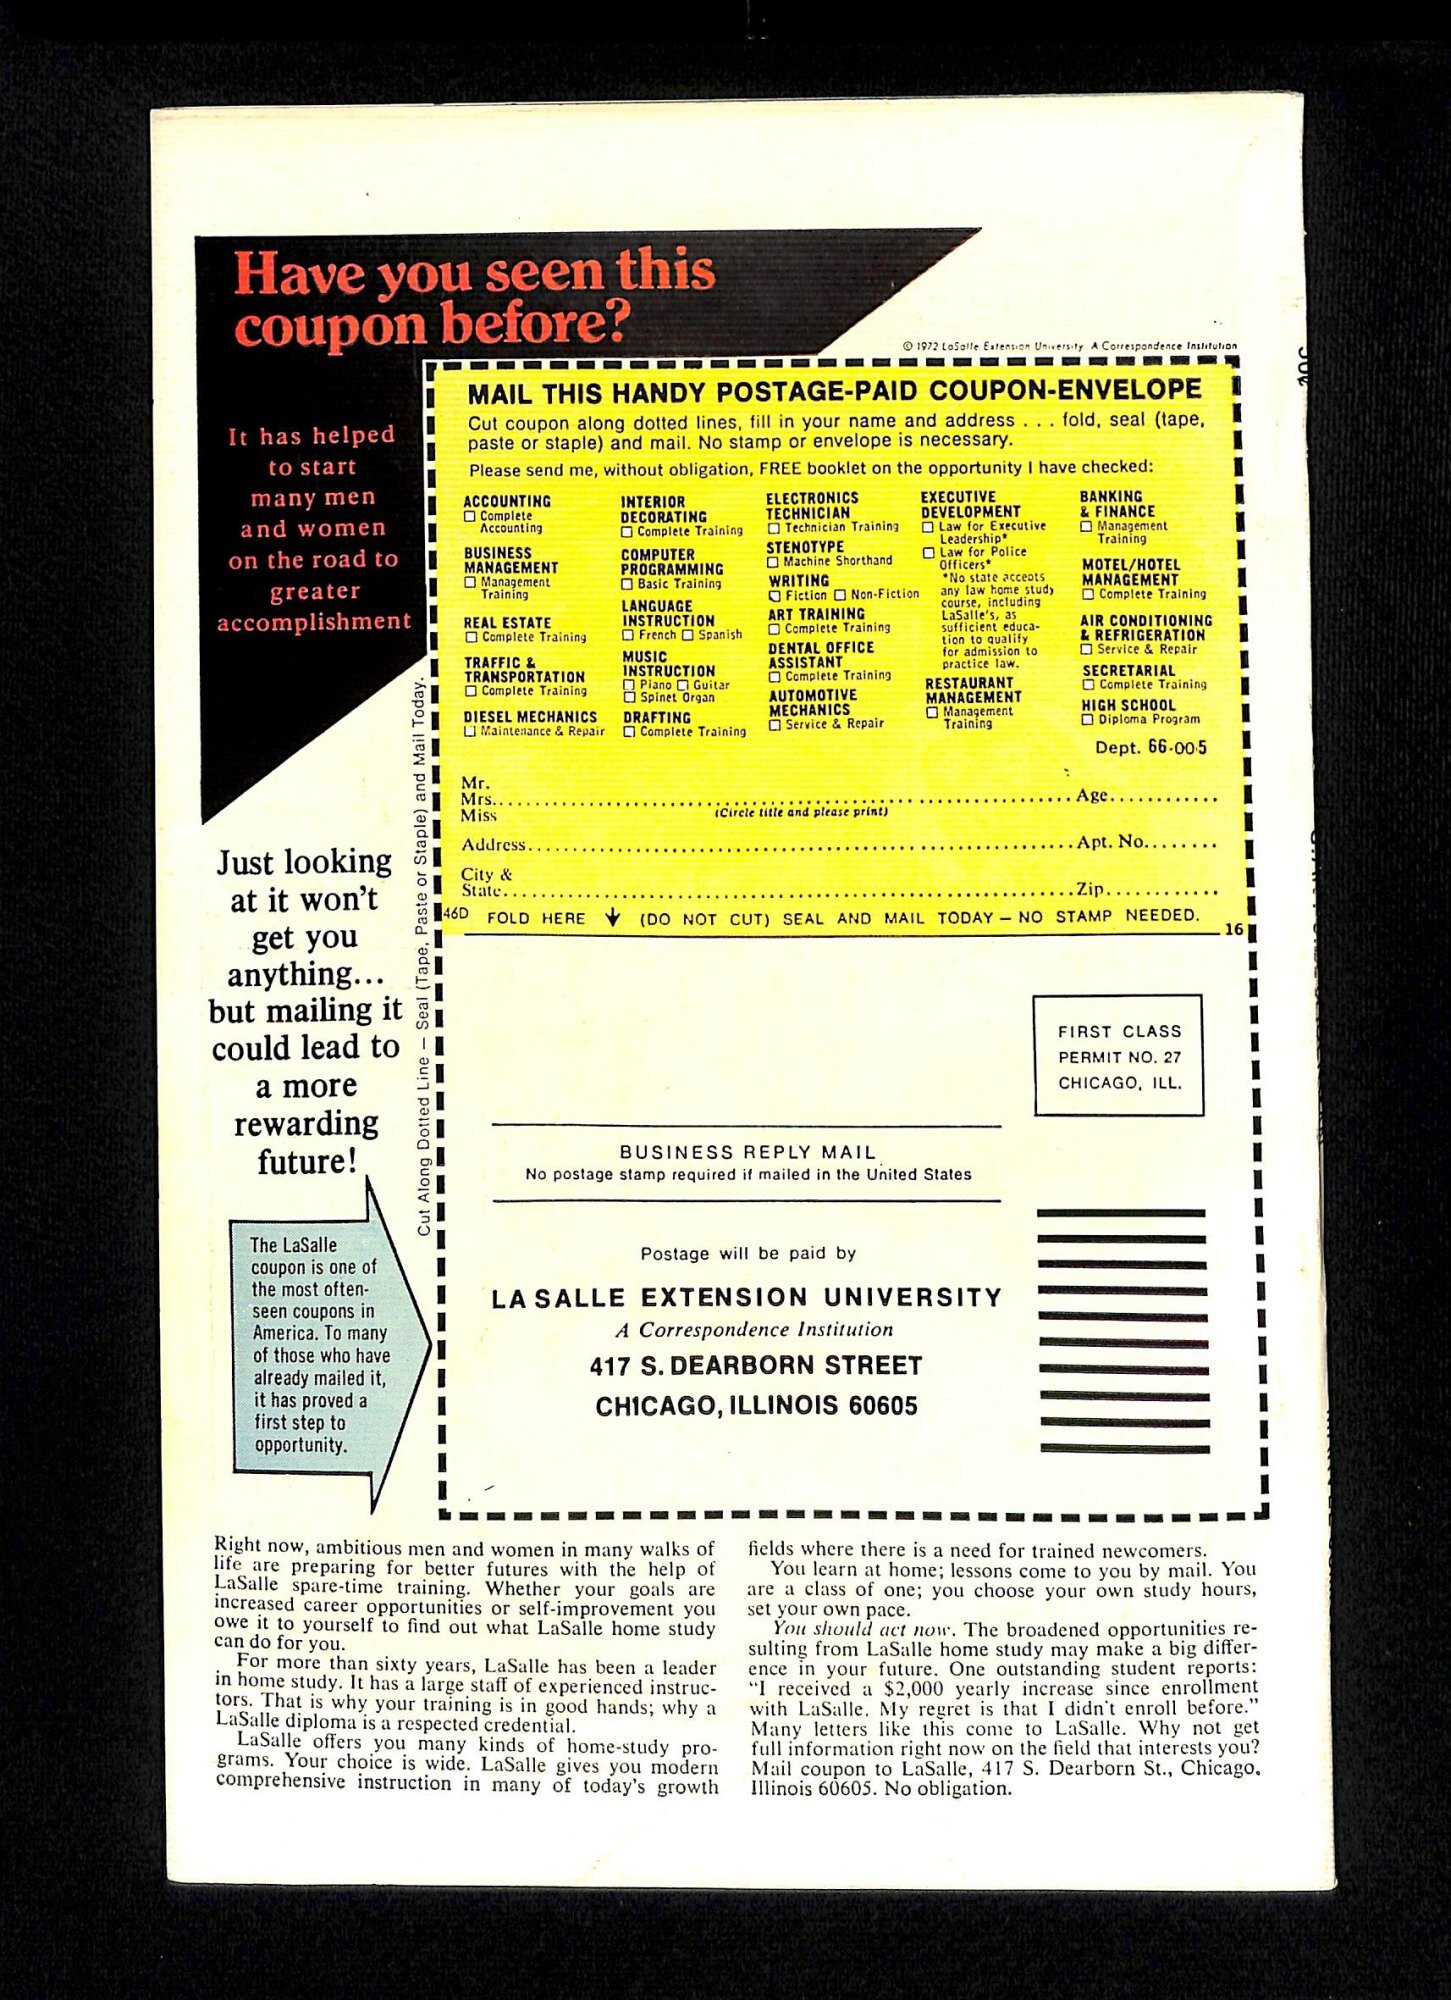 Have you seen this
coupon before?
It has helped
to start
many men
and women
on the road to
greater
accomplishment
Just looking
at it won't
get you
anything...
but mailing it
could lead to
a more
rewarding
future!
The LaSalle
coupon is one of
the most often-
seen coupons in
America. To many
of those who have
already mailed it,
it has proved a
first step to
opportunity.
Cut Along Dotted Line — Seal (Tape, Paste or Staple) and Mail Today.
© 1972 LaSalle Extension University. A Correspondence Institution
MAIL THIS HANDY POSTAGE-PAID COUPON-ENVELOPE
Cut coupon along dotted lines, fill in your name and address . . . fold, seal (tape,
paste or staple) and mail. No stamp or envelope is necessary.
Please send me, without obligation, FREE booklet on the opportunity I have checked:
ACCOUNTING
☐ Complete
Accounting
BUSINESS
MANAGEMENT
☐ Management
Training
REAL ESTATE
☐ Complete Training
TRAFFIC &
TRANSPORTATION
☐ Complete Training
DIESEL MECHANICS
☐ Maintenance & Repair
INTERIOR
DECORATING
☐ Complete Training
COMPUTER
PROGRAMMING
☐ Basic Training
LANGUAGE
INSTRUCTION
☐ French ☐ Spanish
MUSIC
INSTRUCTION
☐ Piano ☐ Guitar
☐ Spinet Organ
DRAFTING
☐ Complete Training
ELECTRONICS
TECHNICIAN
☐ Technician Training
STENOTYPE
☐ Machine Shorthand
WRITING
☐ Fiction ☐ Non-Fiction
ART TRAINING
☐ Complete Training
DENTAL OFFICE
ASSISTANT
☐ Complete Training
AUTOMOTIVE
MECHANICS
☐ Service & Repair
EXECUTIVE
DEVELOPMENT
☐ Law for Executive
Leadership*
☐ Law for Police
Officers*
*No state accepts
any law home study
course, including
LaSalle's, as
sufficient educa-
tion to qualify
for admission to
practice law.
RESTAURANT
MANAGEMENT
☐ Management
Training
BANKING
& FINANCE
☐ Management
Training
MOTEL/HOTEL
MANAGEMENT
☐ Complete Training
AIR CONDITIONING
& REFRIGERATION
☐ Service & Repair
SECRETARIAL
☐ Complete Training
HIGH SCHOOL
☐ Diploma Program
Dept. 66-005
Mr.
Mrs. Age
Miss (Circle title and please print)
Address Apt. No.
City &
State Zip
46D FOLD HERE ↓ (DO NOT CUT) SEAL AND MAIL TODAY – NO STAMP NEEDED.
16
FIRST CLASS
PERMIT NO. 27
CHICAGO, ILL.
BUSINESS REPLY MAIL
No postage stamp required if mailed in the United States
Postage will be paid by
LA SALLE EXTENSION UNIVERSITY
A Correspondence Institution
417 S. DEARBORN STREET
CHICAGO, ILLINOIS 60605
Right now, ambitious men and women in many walks of
life are preparing for better futures with the help of
LaSalle spare-time training. Whether your goals are
increased career opportunities or self-improvement you
owe it to yourself to find out what LaSalle home study
can do for you.
For more than sixty years, LaSalle has been a leader
in home study. It has a large staff of experienced instruc-
tors. That is why your training is in good hands; why a
LaSalle diploma is a respected credential.
LaSalle offers you many kinds of home-study pro-
grams. Your choice is wide. LaSalle gives you modern
comprehensive instruction in many of today's growth
fields where there is a need for trained newcomers.
You learn at home; lessons come to you by mail. You
are a class of one; you choose your own study hours,
set your own pace.
You should act now. The broadened opportunities re-
sulting from LaSalle home study may make a big differ-
ence in your future. One outstanding student reports:
"I received a $2,000 yearly increase since enrollment
with LaSalle. My regret is that I didn't enroll before."
Many letters like this come to LaSalle. Why not get
full information right now on the field that interests you?
Mail coupon to LaSalle, 417 S. Dearborn St., Chicago,
Illinois 60605. No obligation.